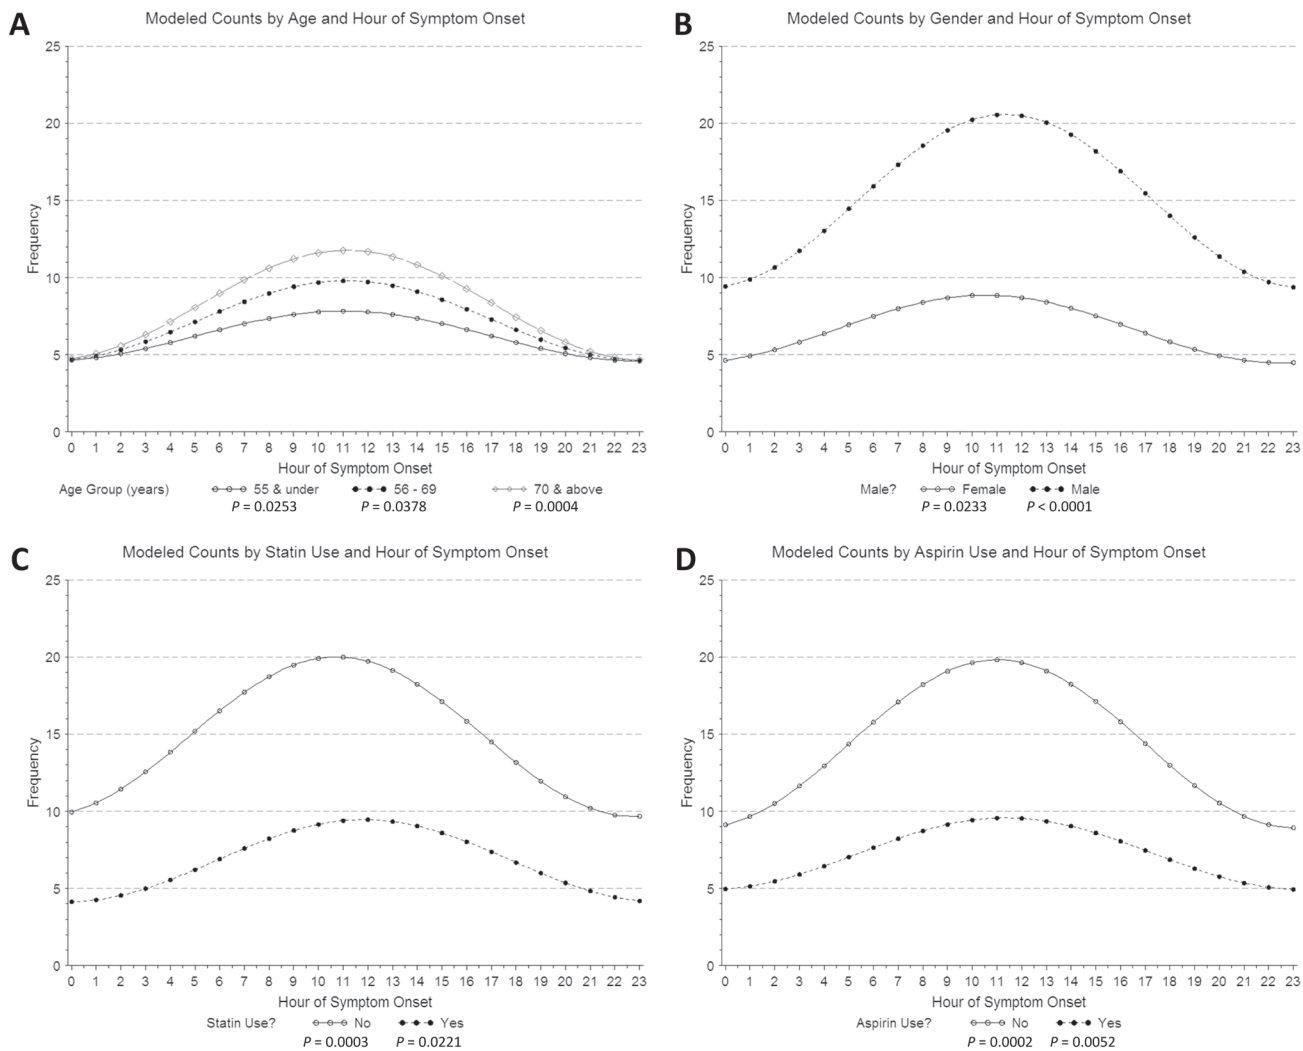 A
Modeled Counts by Age and Hour of Symptom Onset
25
20
15
10
5
0
Frequency
0 1 2 3 4 5 6 7 8 9 10 11 12 13 14 15 16 17 18 19 20 21 22 23
Hour of Symptom Onset
Age Group (years) 55 & under 56 - 69 70 & above
P = 0.0253 P = 0.0378 P = 0.0004
B
Modeled Counts by Gender and Hour of Symptom Onset
25
20
15
10
5
0
Frequency
0 1 2 3 4 5 6 7 8 9 10 11 12 13 14 15 16 17 18 19 20 21 22 23
Hour of Symptom Onset
Male? Female Male
P = 0.0233 P < 0.0001
C
Modeled Counts by Statin Use and Hour of Symptom Onset
25
20
15
10
5
0
Frequency
0 1 2 3 4 5 6 7 8 9 10 11 12 13 14 15 16 17 18 19 20 21 22 23
Hour of Symptom Onset
Statin Use? No Yes
P = 0.0003 P = 0.0221
D
Modeled Counts by Aspirin Use and Hour of Symptom Onset
25
20
15
10
5
0
Frequency
0 1 2 3 4 5 6 7 8 9 10 11 12 13 14 15 16 17 18 19 20 21 22 23
Hour of Symptom Onset
Aspirin Use? No Yes
P = 0.0002 P = 0.0052